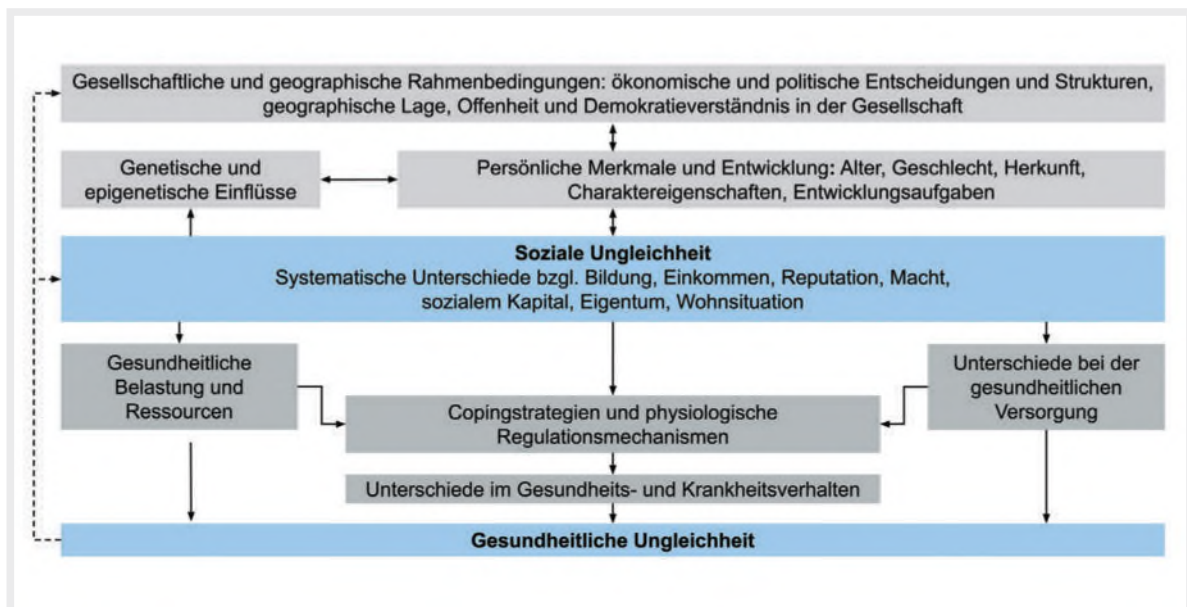 Gesellschaftliche und geographische Rahmenbedingungen: ökonomische und politische Entscheidungen und Strukturen,
geographische Lage, Offenheit und Demokratieverständnis in der Gesellschaft
Genetische und
epigenetische Einflüsse
Persönliche Merkmale und Entwicklung: Alter, Geschlecht, Herkunft,
Charaktereigenschaften, Entwicklungsaufgaben
Soziale Ungleichheit
Systematische Unterschiede bzgl. Bildung, Einkommen, Reputation, Macht,
sozialem Kapital, Eigentum, Wohnsituation
Gesundheitliche
Belastung und
Ressourcen
Copingstrategien und physiologische
Regulationsmechanismen
Unterschiede bei der
gesundheitlichen
Versorgung
Unterschiede im Gesundheits- und Krankheitsverhalten
Gesundheitliche Ungleichheit